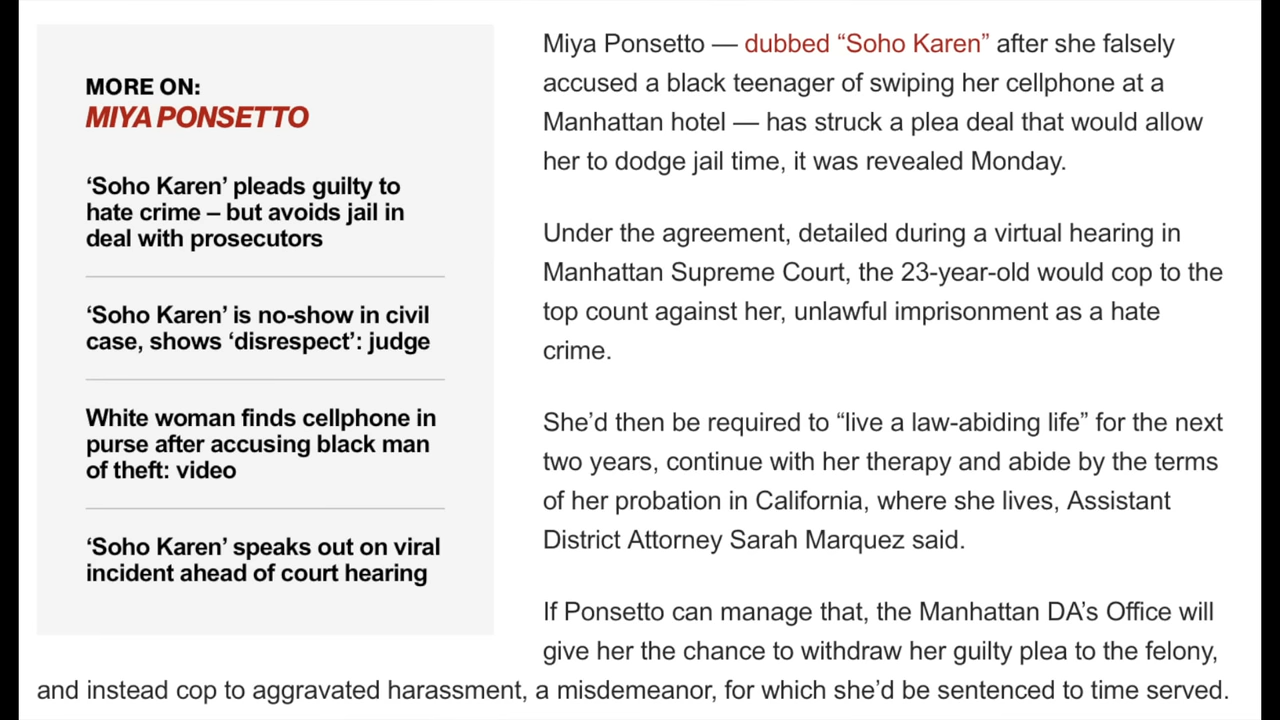 MORE ON:
MIYA PONSETTO
‘Soho Karen’ pleads guilty to
hate crime – but avoids jail in
deal with prosecutors
‘Soho Karen’ is no-show in civil
case, shows ‘disrespect’: judge
White woman finds cellphone in
purse after accusing black man
of theft: video
‘Soho Karen’ speaks out on viral
incident ahead of court hearing
Miya Ponsetto — dubbed “Soho Karen” after she falsely
accused a black teenager of swiping her cellphone at a
Manhattan hotel — has struck a plea deal that would allow
her to dodge jail time, it was revealed Monday.
Under the agreement, detailed during a virtual hearing in
Manhattan Supreme Court, the 23-year-old would cop to the
top count against her, unlawful imprisonment as a hate
crime.
She’d then be required to “live a law-abiding life” for the next
two years, continue with her therapy and abide by the terms
of her probation in California, where she lives, Assistant
District Attorney Sarah Marquez said.
If Ponsetto can manage that, the Manhattan DA’s Office will
give her the chance to withdraw her guilty plea to the felony,
and instead cop to aggravated harassment, a misdemeanor, for which she’d be sentenced to time served.